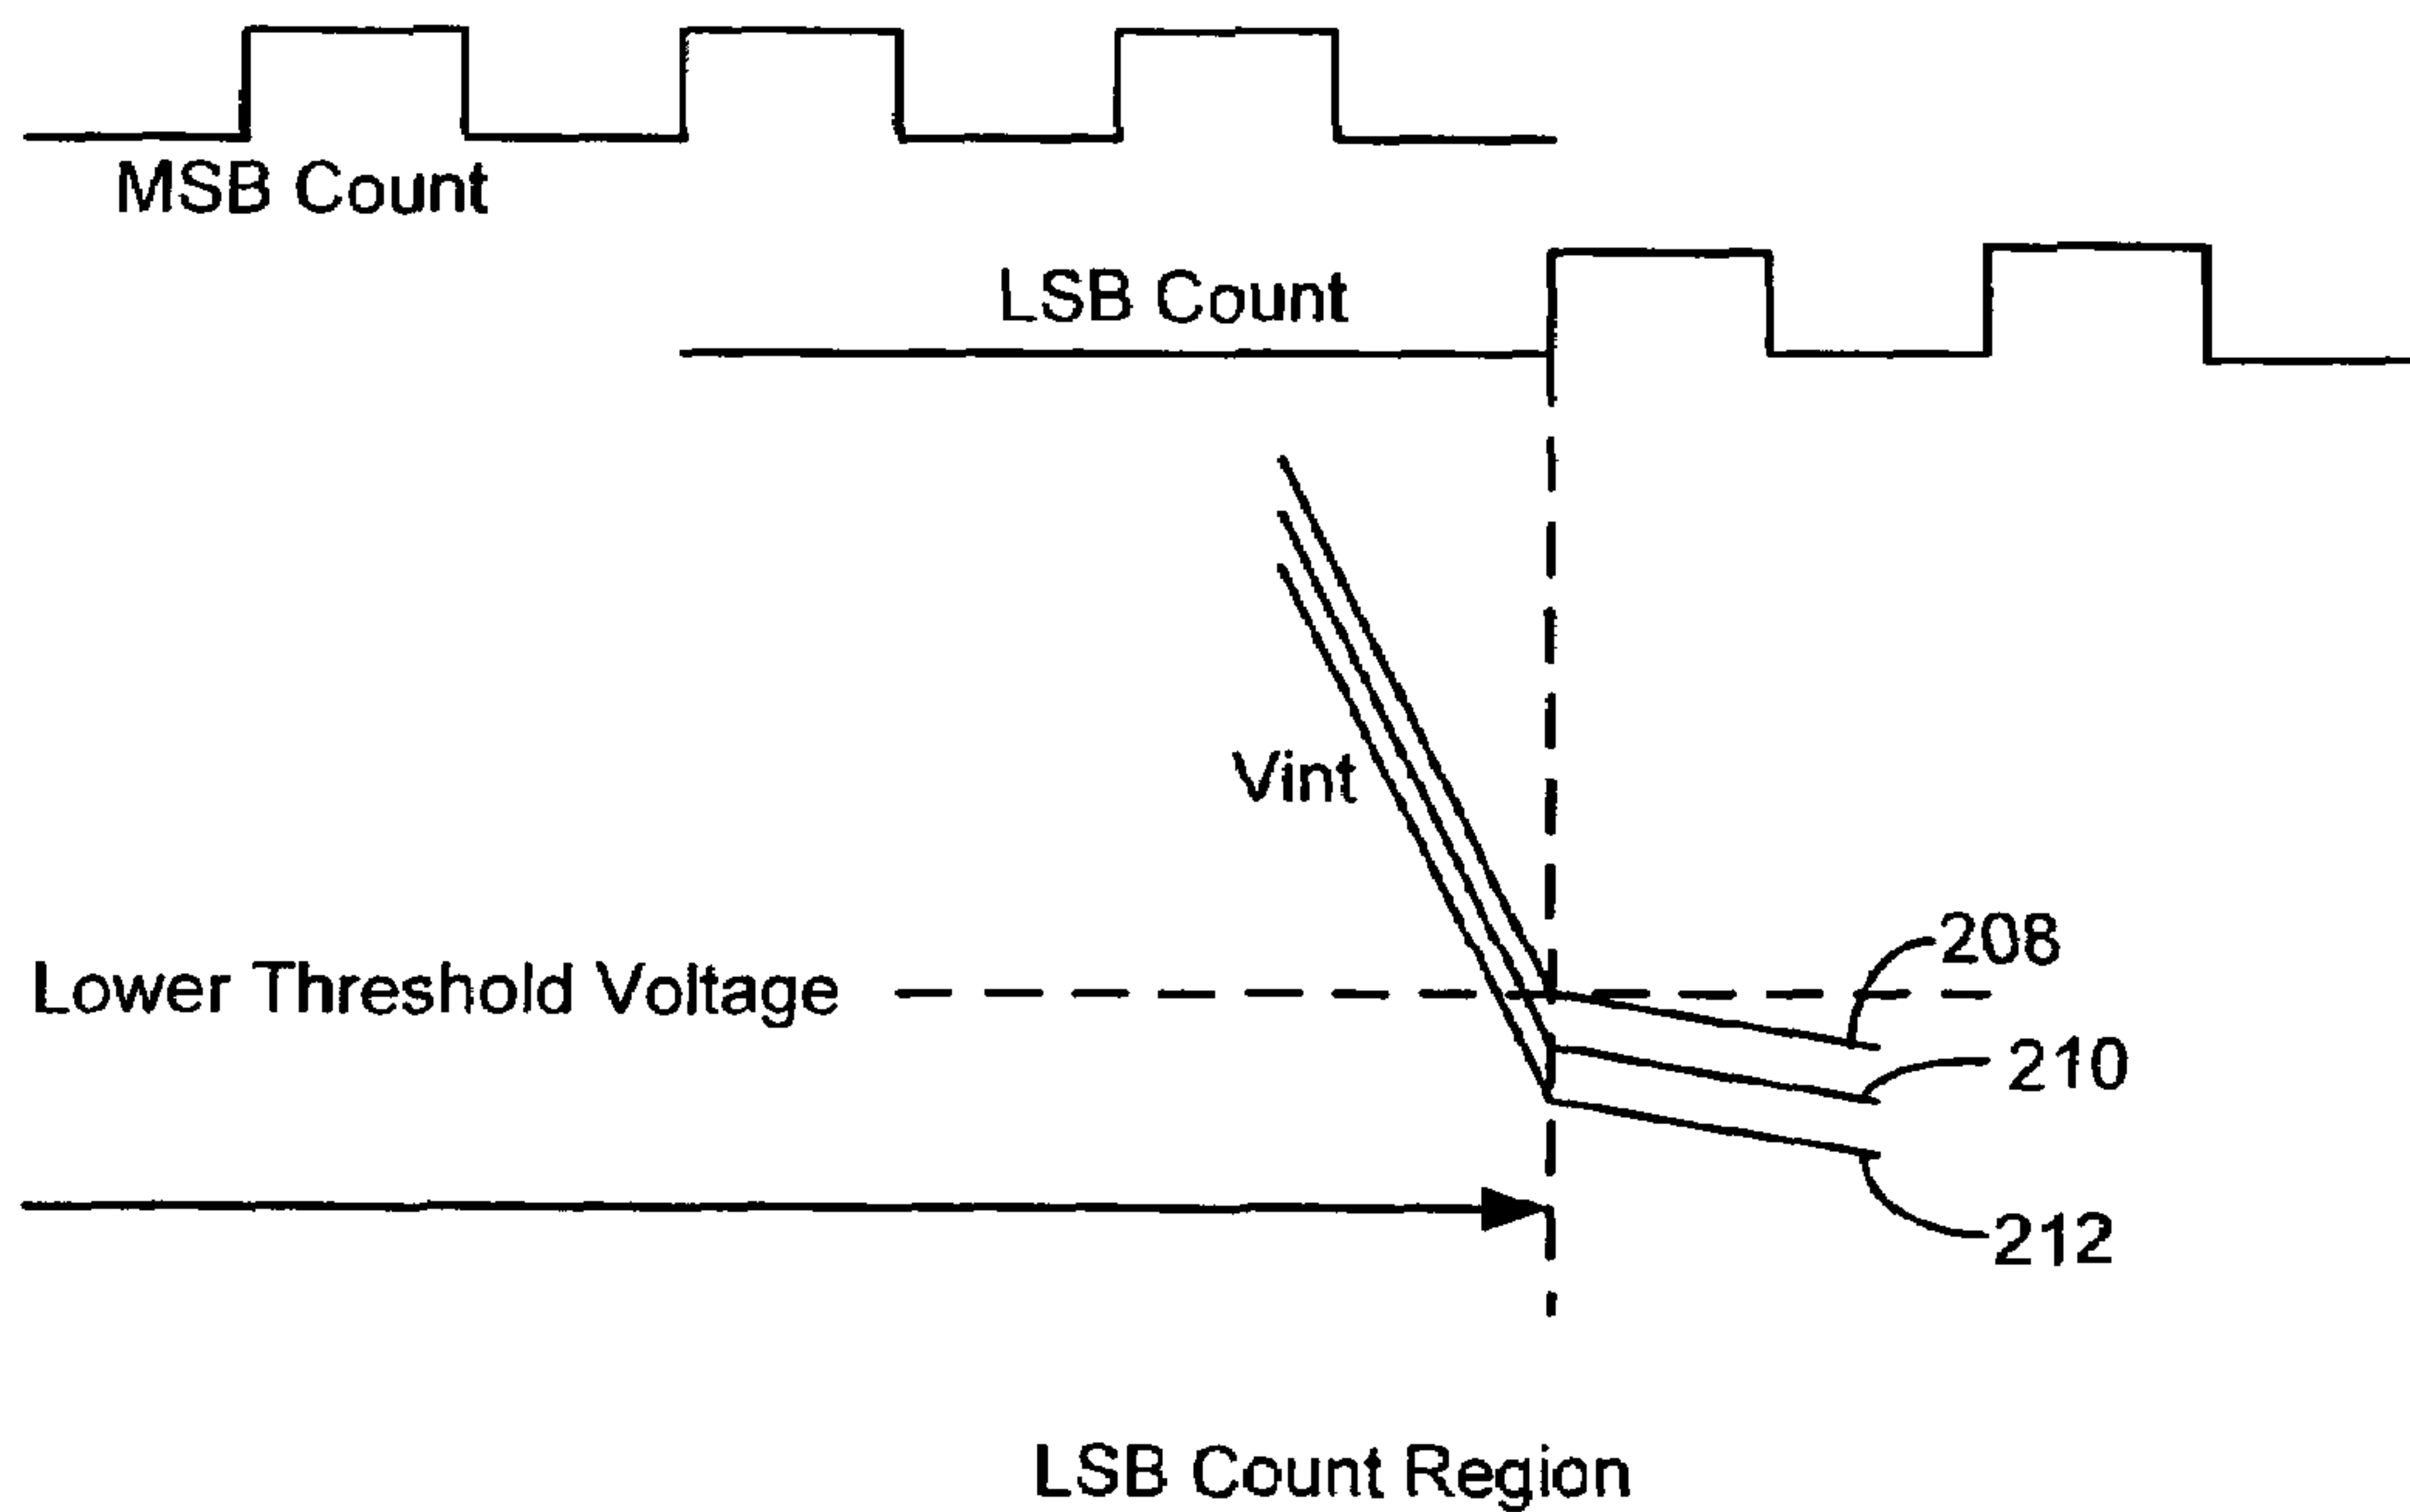 MSB Count
LSB Count
Vint
208
Lower Threshold Voltage
210
212
LSB Count Region